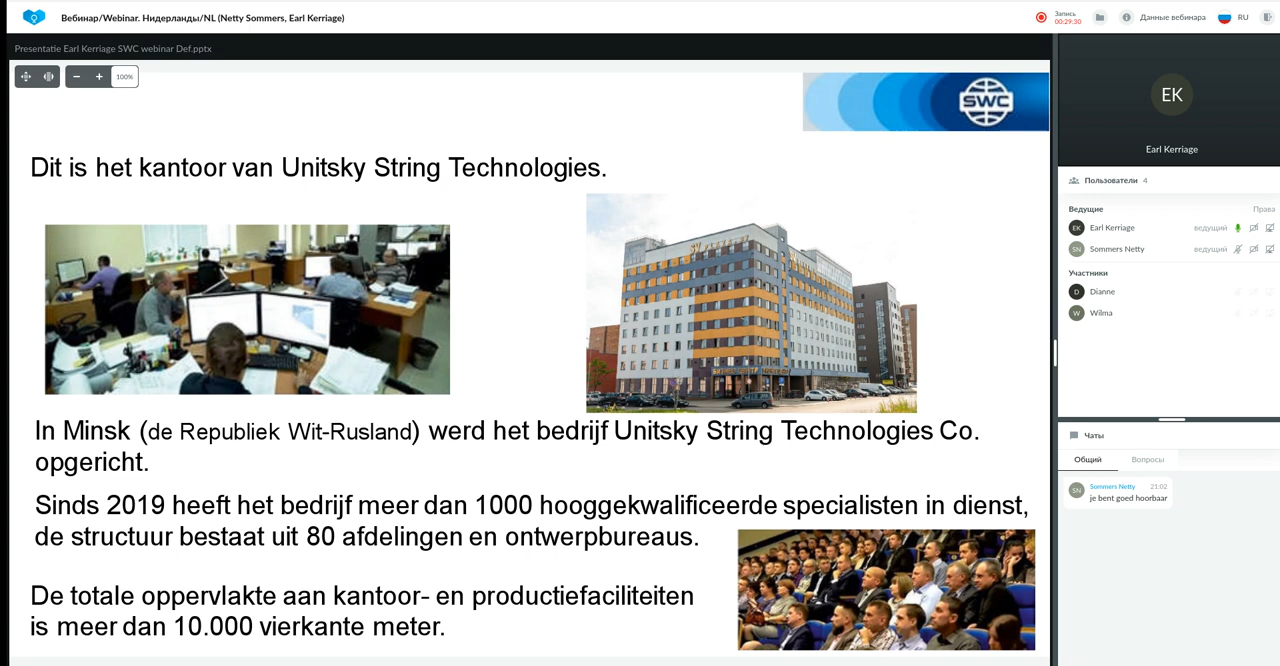 Вебинар/Webinar. Нидерланды/NL (Netty Sommers, Earl Kerriage)
Запись
00:29:30
Данные вебинара
RU
Presentatie Earl Kerriage SWC webinar Def.pptx
100%
SWC
Dit is het kantoor van Unitsky String Technologies.
In Minsk (de Republiek Wit-Rusland) werd het bedrijf Unitsky String Technologies Co.
opgericht.
Sinds 2019 heeft het bedrijf meer dan 1000 hooggekwalificeerde specialisten in dienst,
de structuur bestaat uit 80 afdelingen en ontwerpbureaus.
De totale oppervlakte aan kantoor- en productiefaciliteiten
is meer dan 10.000 vierkante meter.
EK
Earl Kerriage
Пользователи 4
Ведущие Права
EK Earl Kerriage ведущий
SN Sommers Netty ведущий
Участники
D Dianne
W Wilma
Чаты
Общий Вопросы
SN Sommers Netty 21:02
je bent goed hoorbaar